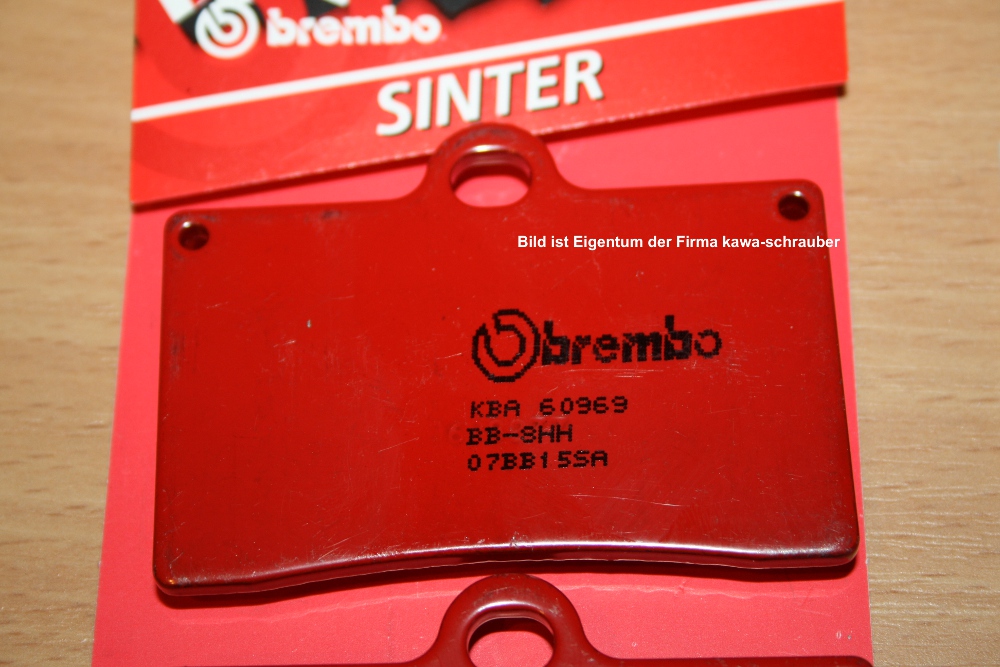 brembo
SINTER
Bild ist Eigentum der Firma kawa-schrauber
brembo
KBA 60969
BB-8HH
07BB15SA